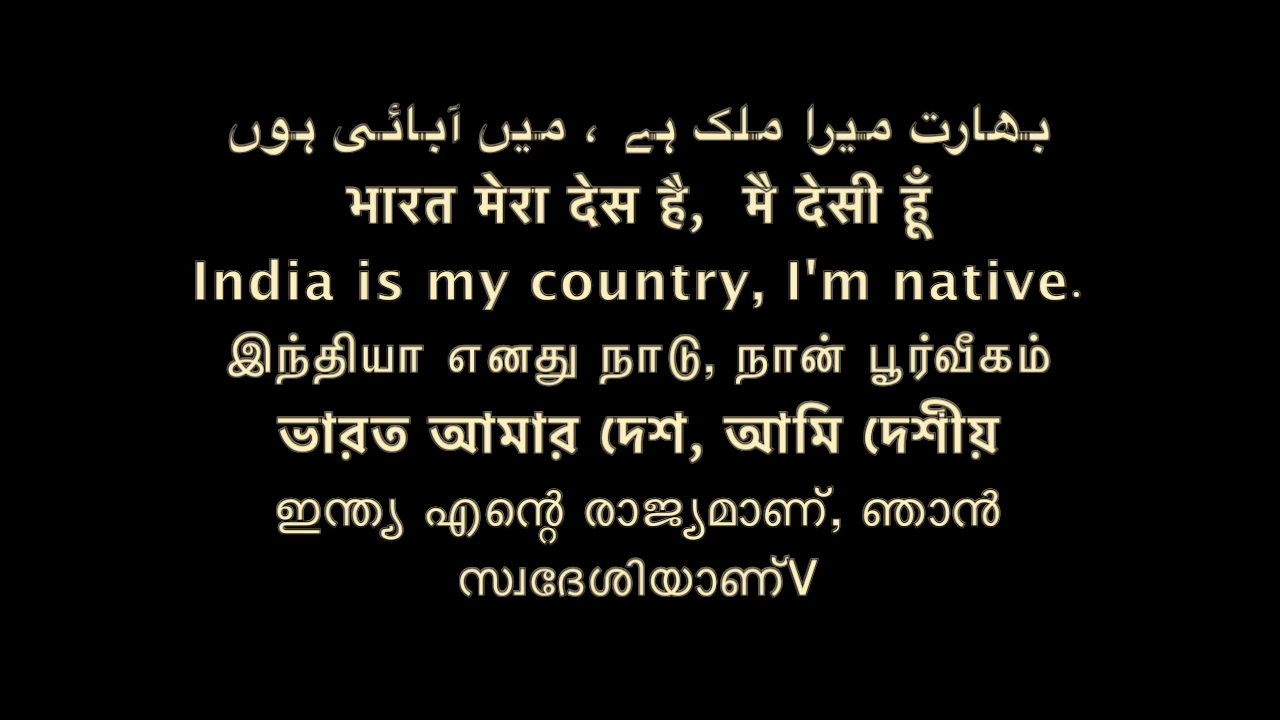 بھارت میرا ملک ہے ، میں آبائی ہوں
भारत मेरा देस है, मै देसी हूँ
India is my country, I'm native.
இந்தியா எனது நாடு, நான் பூர்வீகம்
ভারত আমার দেশ, আমি দেশীয়
ഇന്ത്യ എന്റെ രാജ്യമാണ്, ഞാൻ
സ്വദേശിയാണ്V